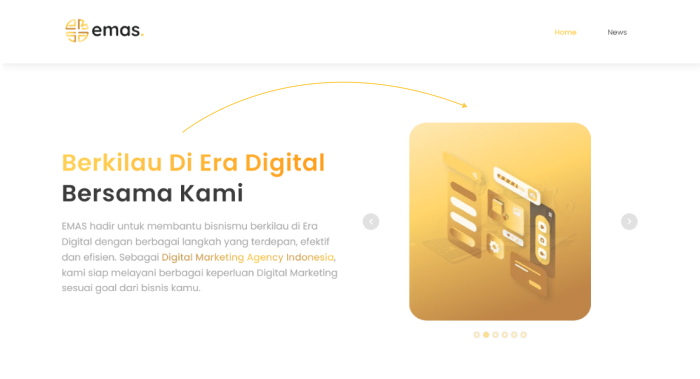 emas.
Home
News
Berkilau Di Era Digital
Bersama Kami
EMAS hadir untuk membantu bisnismu berkilau di Era
Digital dengan berbagai langkah yang terdepan, efektif
dan efisien. Sebagai Digital Marketing Agency Indonesia,
kami siap melayani berbagai keperluan Digital Marketing
sesuai goal dari bisnis kamu.